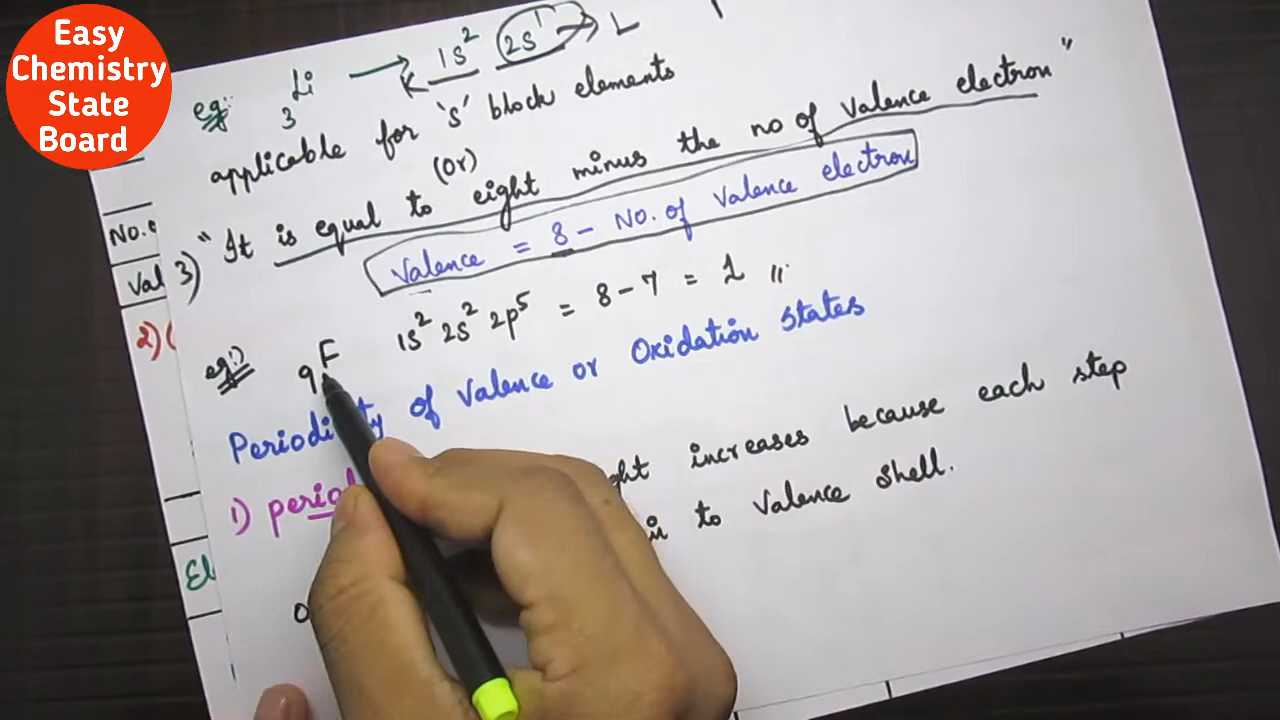 Easy
Chemistry
State
Board
eg:- ₃Li → K 1s² 2s¹ → L
applicable for 's' block elements
(or)
3) "It is equal to eight minus the no of valence electron"
Valence = 8 - No. of valence electron
eg:) ₉F 1s² 2s² 2p⁵ = 8 - 7 = 1 "
Periodicity of Valence or Oxidation states
1) perio
increases because each step
to valence shell.
No.
Val
2)(
El